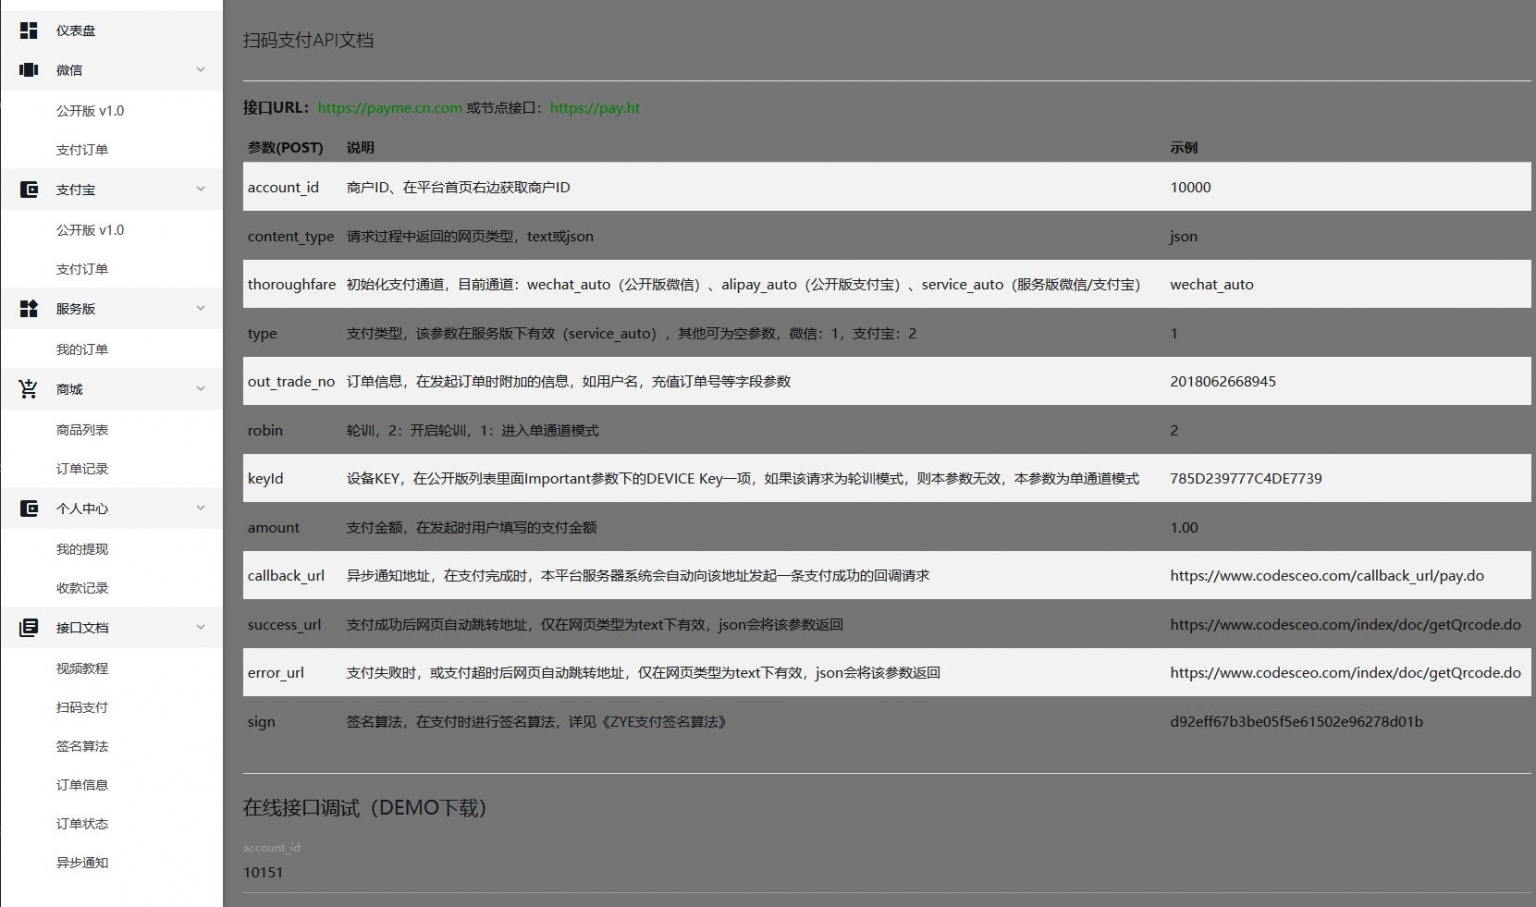 仪表盘
微信
公开版 v1.0
支付订单
支付宝
公开版 v1.0
支付订单
服务版
我的订单
商城
商品列表
订单记录
个人中心
我的提现
收款记录
接口文档
视频教程
扫码支付
签名算法
订单信息
订单状态
异步通知
扫码支付API文档
接口URL：https://payme.cn.com 或节点接口：https://pay.ht
参数(POST) 说明 示例
account_id 商户ID、在平台首页右边获取商户ID 10000
content_type 请求过程中返回的网页类型，text或json json
thoroughfare 初始化支付通道，目前通道：wechat_auto（公开版微信）、alipay_auto（公开版支付宝）、service_auto（服务版微信/支付宝） wechat_auto
type 支付类型，该参数在服务版下有效（service_auto），其他可为空参数，微信：1，支付宝：2 1
out_trade_no 订单信息，在发起订单时附加的信息，如用户名，充值订单号等字段参数 2018062668945
robin 轮训，2：开启轮训，1：进入单通道模式 2
keyId 设备KEY，在公开版列表里面Important参数下的DEVICE Key一项，如果该请求为轮训模式，则本参数无效，本参数为单通道模式 785D239777C4DE7739
amount 支付金额，在发起时用户填写的支付金额 1.00
callback_url 异步通知地址，在支付完成时，本平台服务器系统会自动向该地址发起一条支付成功的回调请求 https://www.codesceo.com/callback_url/pay.do
success_url 支付成功后网页自动跳转地址，仅在网页类型为text下有效，json会将该参数返回 https://www.codesceo.com/index/doc/getQrcode.do
error_url 支付失败时，或支付超时后网页自动跳转地址，仅在网页类型为text下有效，json会将该参数返回 https://www.codesceo.com/index/doc/getQrcode.do
sign 签名算法，在支付时进行签名算法，详见《ZYE支付签名算法》 d92eff67b3be05f5e61502e96278d01b
在线接口调试（DEMO下载）
account_id
10151